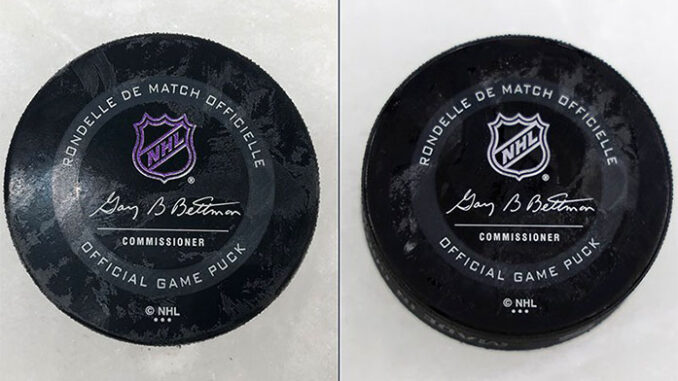 RONDELLE DE MATCH OFFICIELLE
NHL
®
Gary B Bettman
COMMISSIONER
OFFICIAL GAME PUCK
© NHL
RONDELLE DE MATCH OFFICIELLE
NHL
®
Gary B Bettman
COMMISSIONER
OFFICIAL GAME PUCK
© NHL